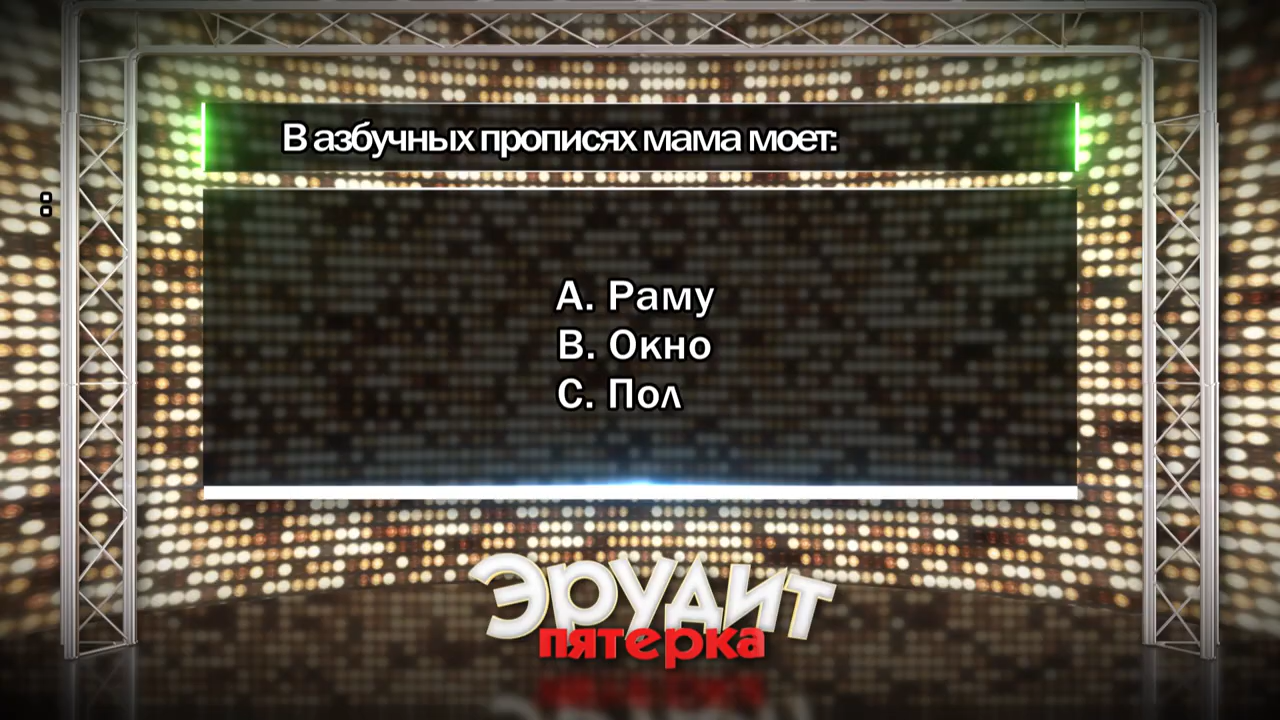 В азбучных прописях мама моет:
А. Раму
В. Окно
С. Пол
Эрудит
пятерка